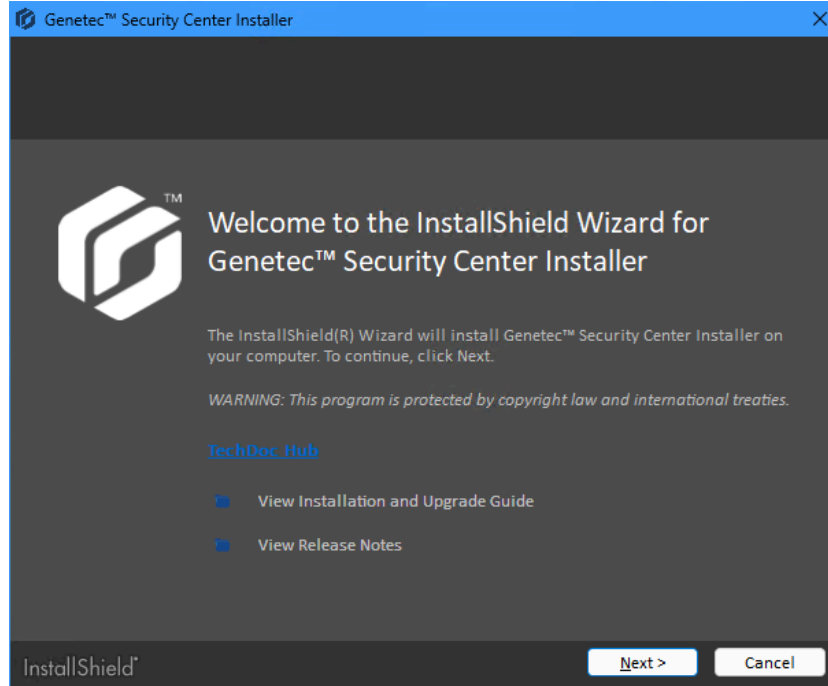 Genetec™ Security Center Installer
TM
Welcome to the InstallShield Wizard for
Genetec™ Security Center Installer
The InstallShield(R) Wizard will install Genetec™ Security Center Installer on
your computer. To continue, click Next.
WARNING: This program is protected by copyright law and international treaties.
TechDoc Hub
View Installation and Upgrade Guide
View Release Notes
InstallShield®
Next >
Cancel